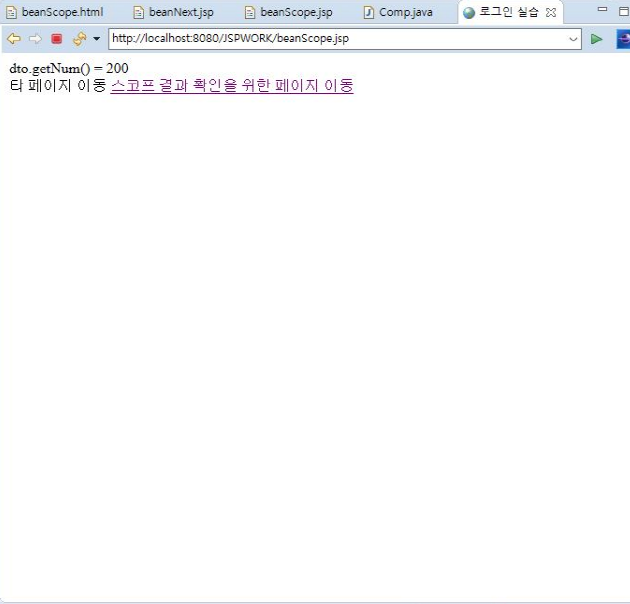 beanScope.html beanNext.jsp beanScope.jsp Comp.java 로그인 실습
http://localhost:8080/JSPWORK/beanScope.jsp
dto.getNum() = 200
타 페이지 이동 스코프 결과 확인을 위한 페이지 이동